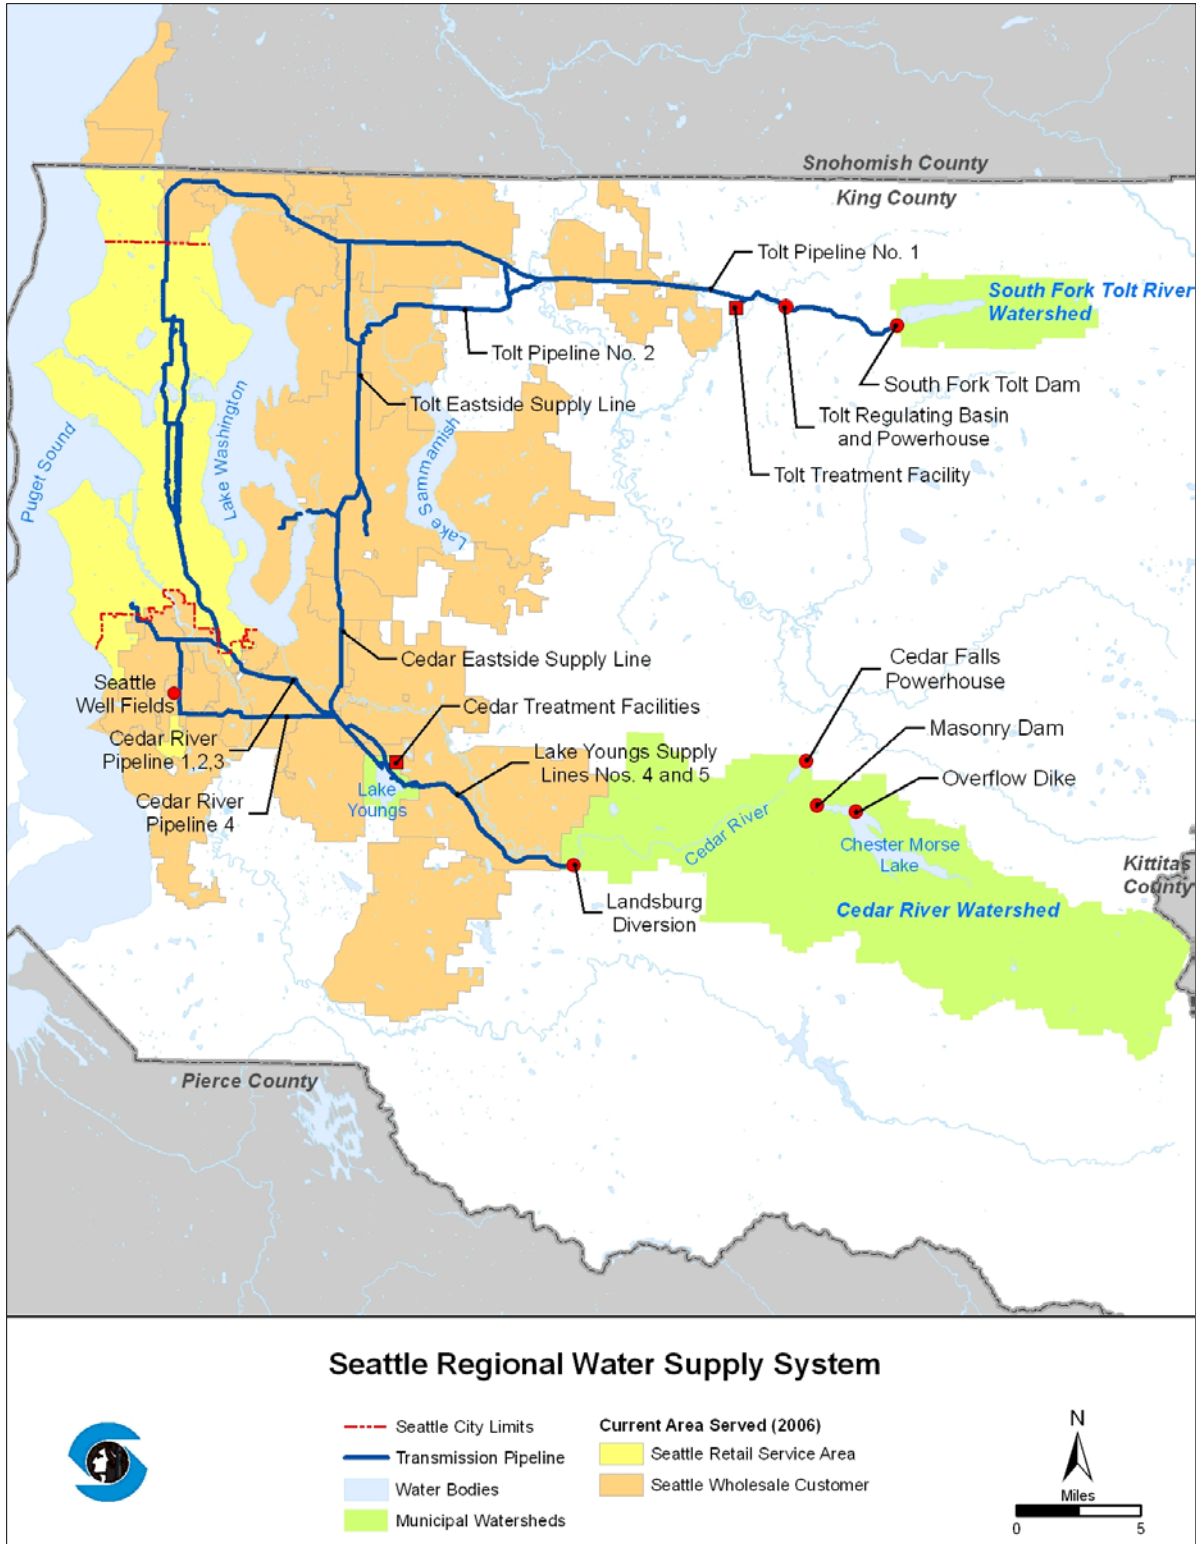 Snohomish County
King County
Tolt Pipeline No. 1
South Fork Tolt River
Watershed
Tolt Pipeline No. 2
South Fork Tolt Dam
Tolt Eastside Supply Line
Tolt Regulating Basin
and Powerhouse
Tolt Treatment Facility
Puget Sound
Lake Washington
Lake Sammamish
Cedar Eastside Supply Line
Cedar Falls
Powerhouse
Seattle
Well Fields
Cedar Treatment Facilities
Masonry Dam
Cedar River
Pipeline 1,2,3
Lake Youngs Supply
Lines Nos. 4 and 5
Overflow Dike
Lake
Youngs
Cedar River
Pipeline 4
Cedar River
Chester Morse
Lake
Kittitas
County
Landsburg
Diversion
Cedar River Watershed
Pierce County
Seattle Regional Water Supply System
Seattle City Limits
Transmission Pipeline
Water Bodies
Municipal Watersheds
Current Area Served (2006)
Seattle Retail Service Area
Seattle Wholesale Customer
N
Miles
0 5